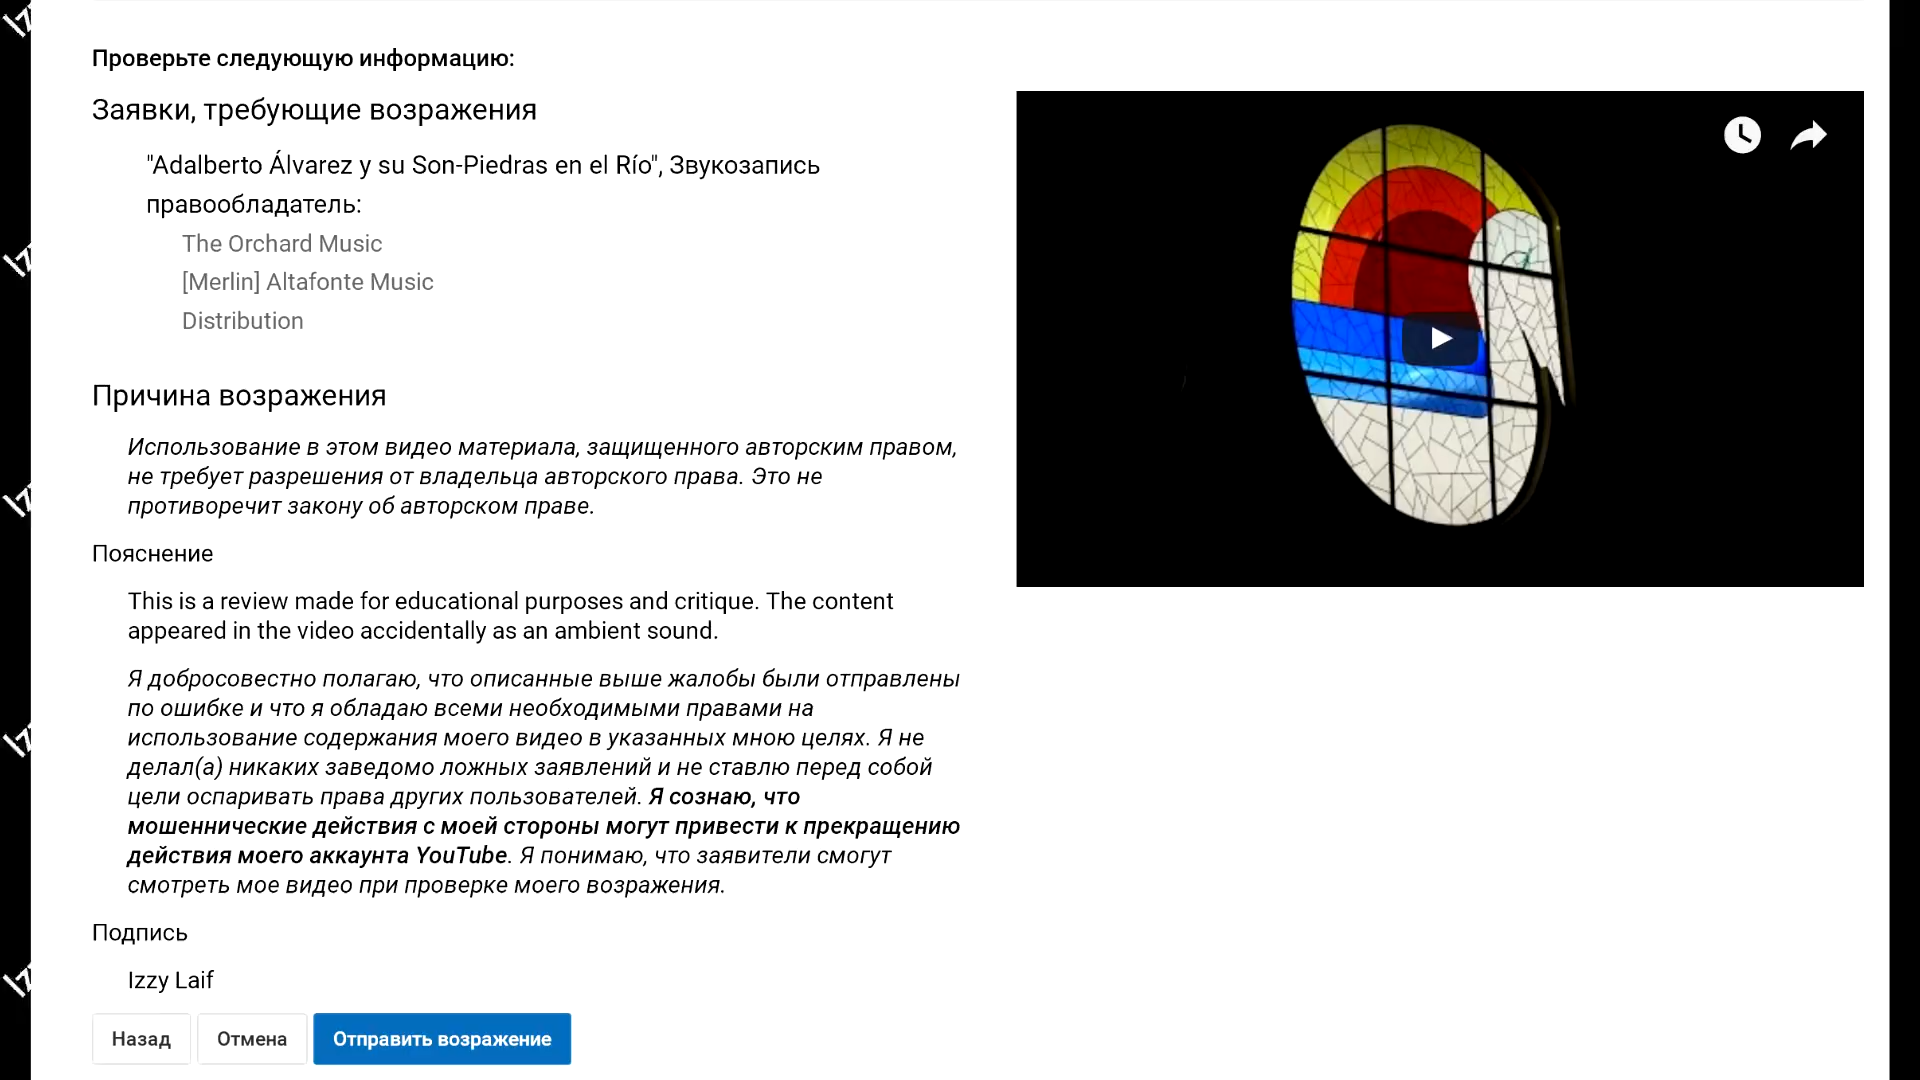 Проверьте следующую информацию:
Заявки, требующие возражения
"Adalberto Álvarez y su Son-Piedras en el Río", Звукозапись
правообладатель:
The Orchard Music
[Merlin] Altafonte Music
Distribution
Причина возражения
Использование в этом видео материала, защищенного авторским правом,
не требует разрешения от владельца авторского права. Это не
противоречит закону об авторском праве.
Пояснение
This is a review made for educational purposes and critique. The content
appeared in the video accidentally as an ambient sound.
Я добросовестно полагаю, что описанные выше жалобы были отправлены
по ошибке и что я обладаю всеми необходимыми правами на
использование содержания моего видео в указанных мною целях. Я не
делал(а) никаких заведомо ложных заявлений и не ставлю перед собой
цели оспаривать права других пользователей. Я сознаю, что
мошеннические действия с моей стороны могут привести к прекращению
действия моего аккаунта YouTube. Я понимаю, что заявители смогут
смотреть мое видео при проверке моего возражения.
Подпись
Izzy Laif
Назад Отмена Отправить возражение